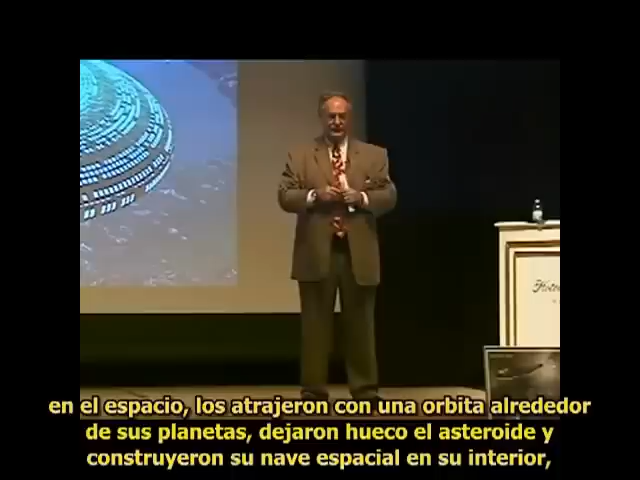 en el espacio, los atrajeron con una orbita alrededor
de sus planetas, dejaron hueco el asteroide y
construyeron su nave espacial en su interior,